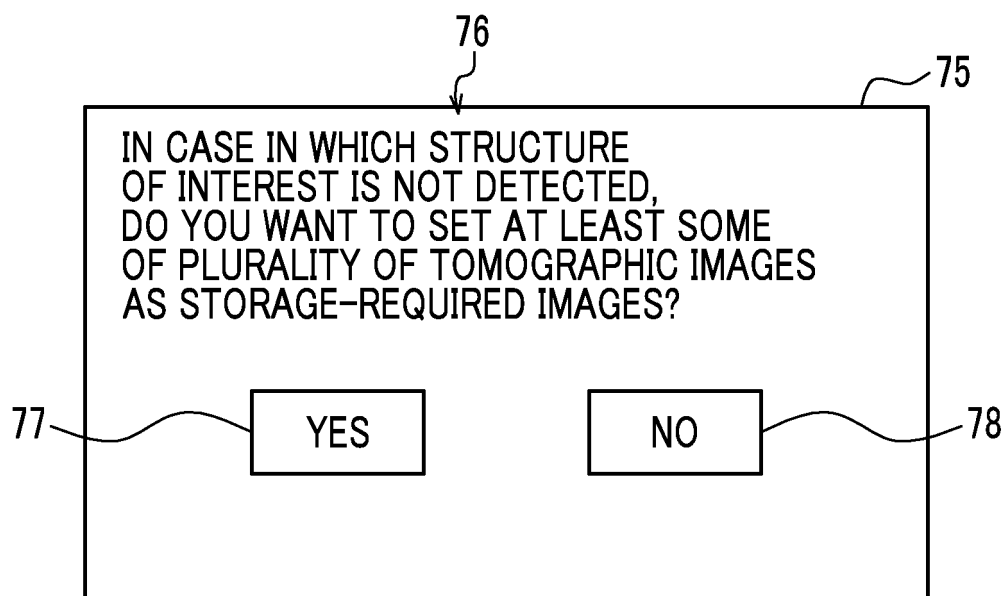 76
75
IN CASE IN WHICH STRUCTURE
OF INTEREST IS NOT DETECTED,
DO YOU WANT TO SET AT LEAST SOME
OF PLURALITY OF TOMOGRAPHIC IMAGES
AS STORAGE-REQUIRED IMAGES?
77
YES
NO
78